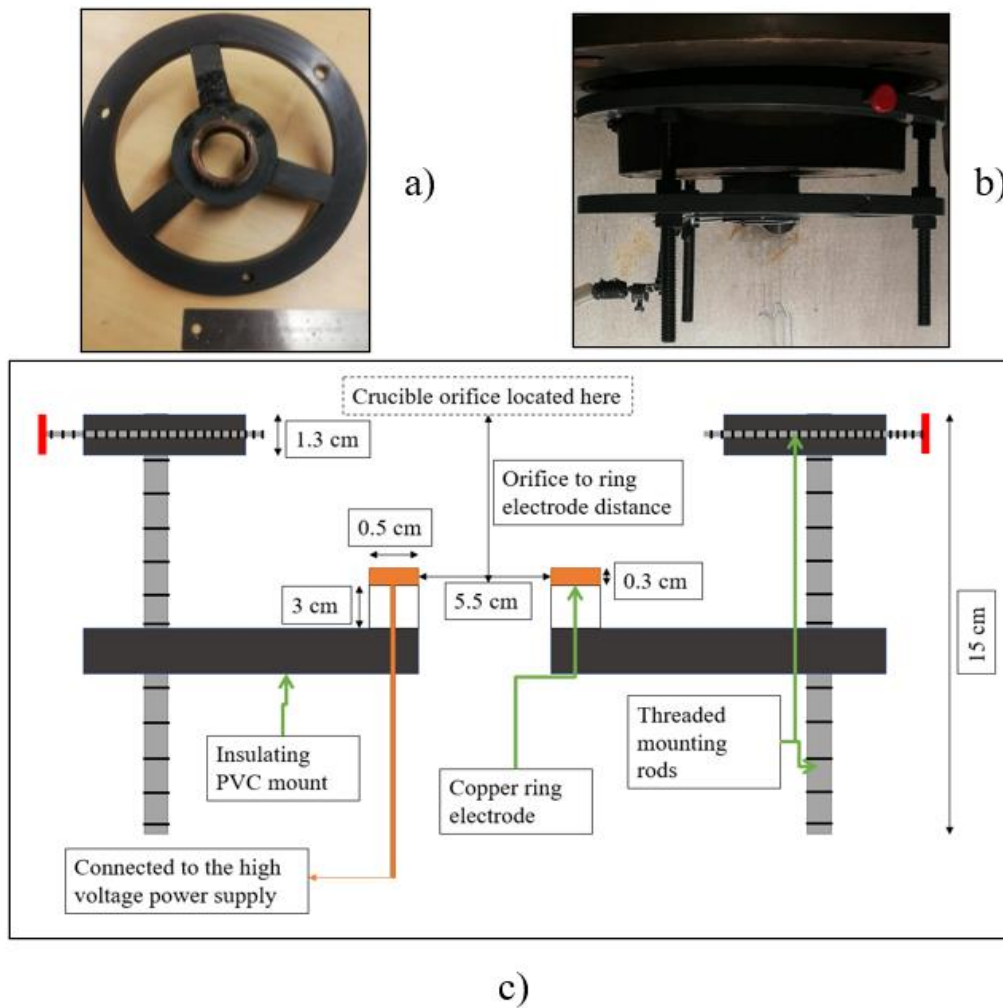 a)
b)
Crucible orifice located here
1.3 cm
Orifice to ring
electrode distance
0.5 cm
0.3 cm
3 cm
5.5 cm
15 cm
Insulating
PVC mount
Copper ring
electrode
Threaded
mounting
rods
Connected to the high
voltage power supply
c)